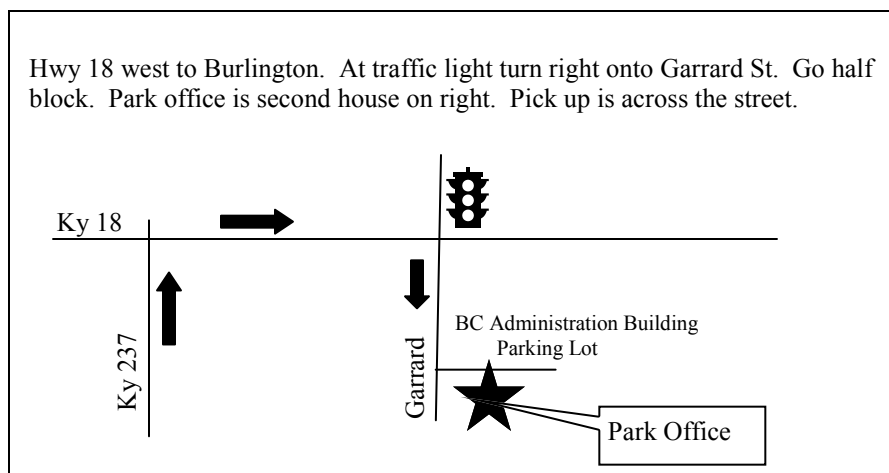 Hwy 18 west to Burlington.  At traffic light turn right onto Garrard St.  Go half
block.  Park office is second house on right.  Pick up is across the street.
Ky 18
Ky 237
Garrard
BC Administration Building
Parking Lot
Park Office